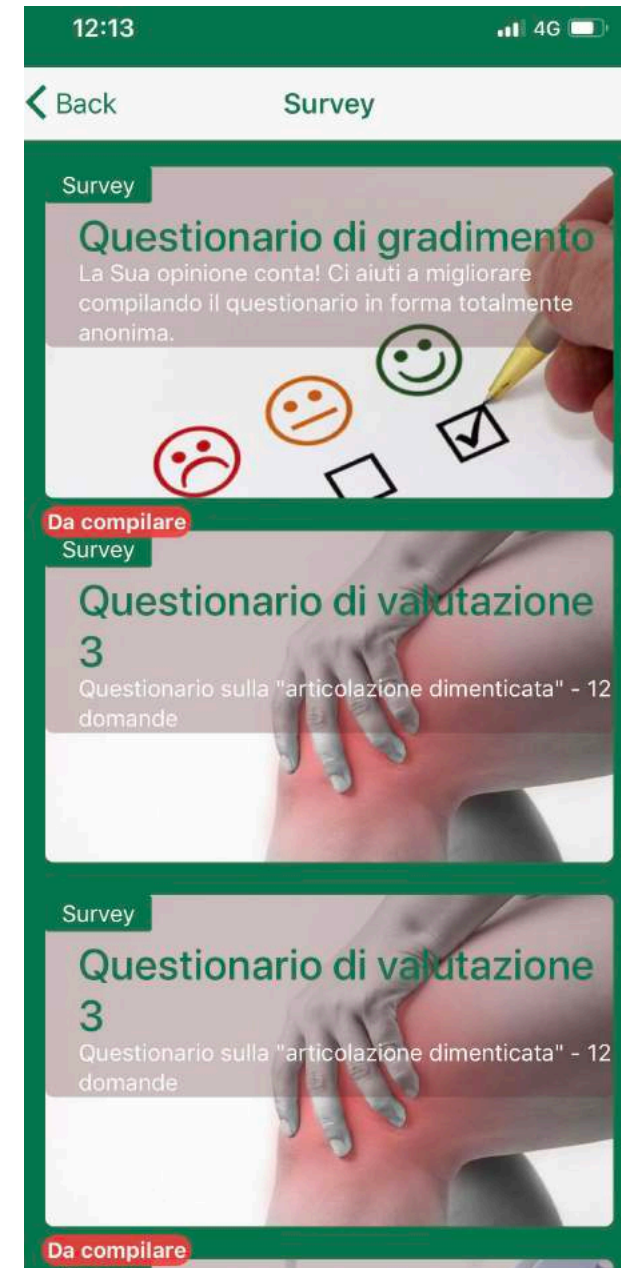 12:13
4G
Back
Survey
Survey
Questionario di gradimento
La Sua opinione conta! Ci aiuti a migliorare
compilando il questionario in forma totalmente
anonima.
Da compilare
Survey
Questionario di valutazione
3
Questionario sulla "articolazione dimenticata" - 12
domande
Survey
Questionario di valutazione
3
Questionario sulla "articolazione dimenticata" - 12
domande
Da compilare